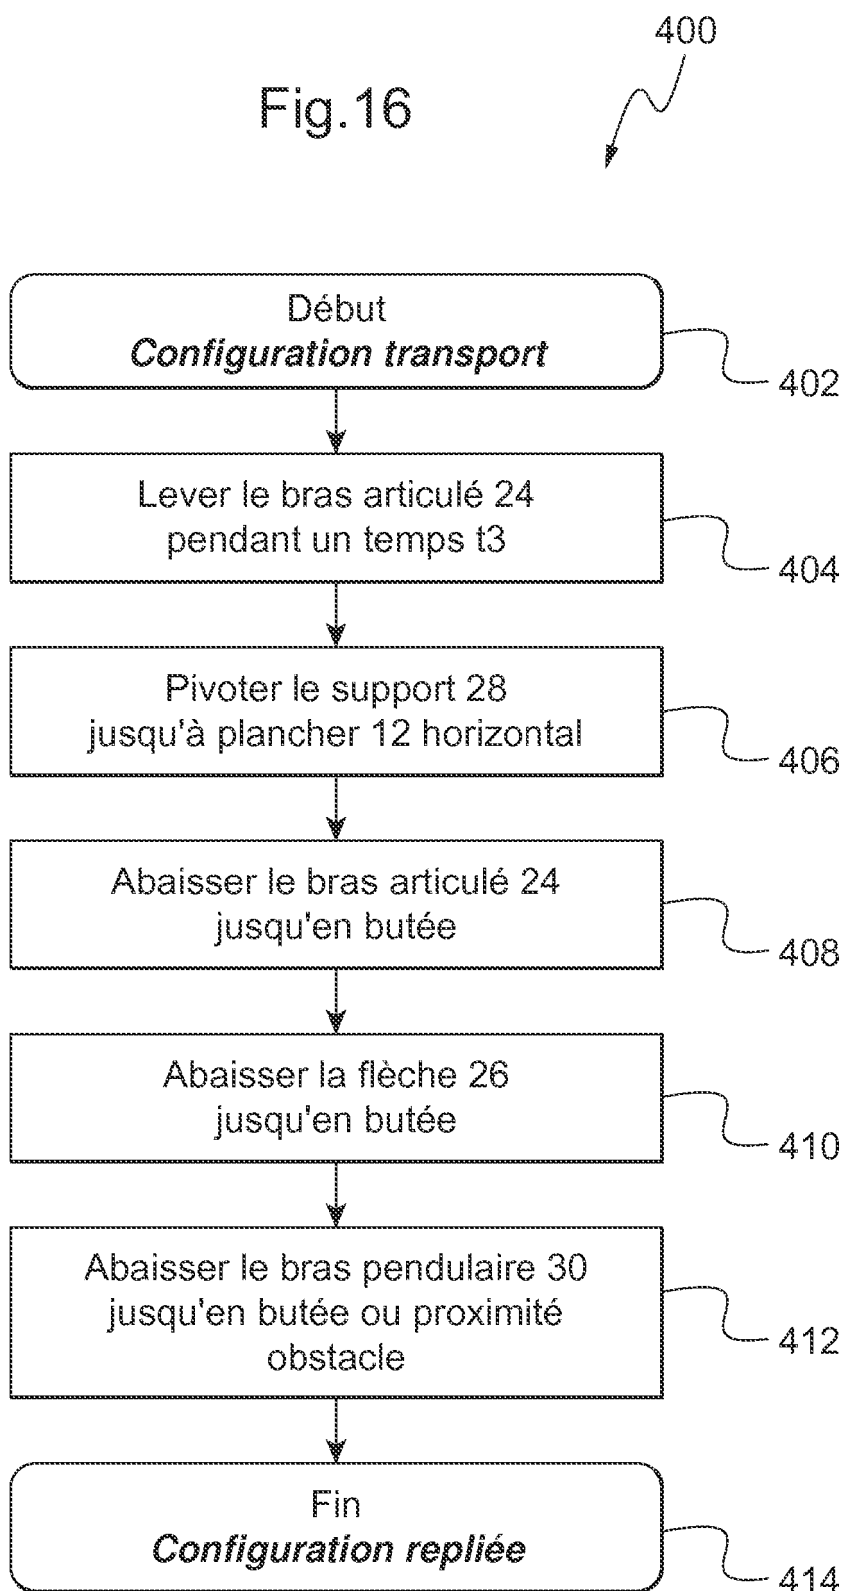 400
Fig.16
Début
Configuration transport
402
Lever le bras articulé 24
pendant un temps t3
404
Pivoter le support 28
jusqu'à plancher 12 horizontal
406
Abaisser le bras articulé 24
jusqu'en butée
408
Abaisser la flèche 26
jusqu'en butée
410
Abaisser le bras pendulaire 30
jusqu'en butée ou proximité
obstacle
412
Fin
Configuration repliée
414